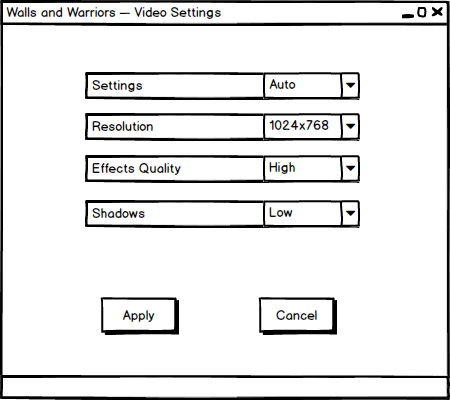 Walls and Warriors — Video Settings
Settings Auto
Resolution 1024x768
Effects Quality High
Shadows Low
Apply Cancel